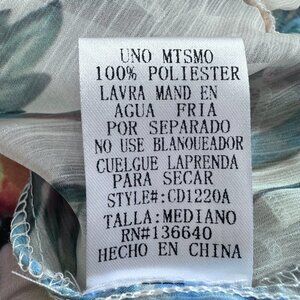 UNO MTSMO
100% POLIESTER
LAVRA MAND EN
AGUA FRIA
POR SEPARADO
NO USE BLANQUEADOR
CUELGUE LAPRENDA
PARA SECAR
STYLE#:CD1220A
TALLA:MEDIANO
RN#136640
HECHO EN CHINA